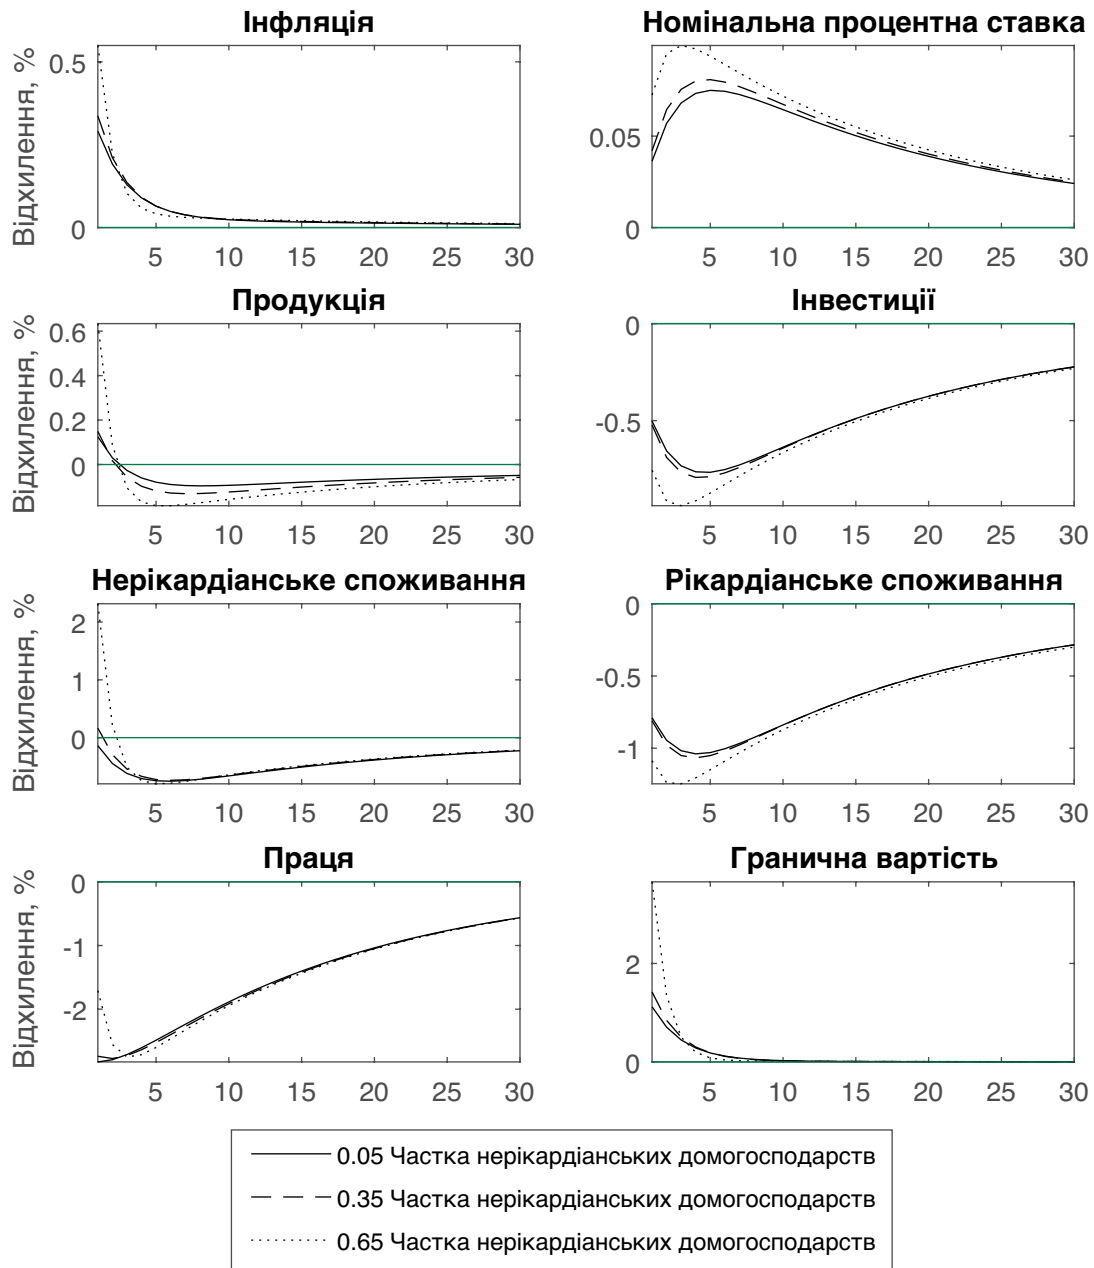 Інфляція
Номінальна процентна ставка
Відхилення, %
0.5
0
5 10 15 20 25 30
0.05
0
5 10 15 20 25 30
Продукція
Інвестиції
Відхилення, %
0.6
0.4
0.2
0
5 10 15 20 25 30
0
-0.5
5 10 15 20 25 30
Нерікардіанське споживання
Рікардіанське споживання
Відхилення, %
2
1
0
5 10 15 20 25 30
0
-0.5
-1
5 10 15 20 25 30
Праця
Гранична вартість
Відхилення, %
0
-1
-2
5 10 15 20 25 30
2
0
5 10 15 20 25 30
0.05 Частка нерікардіанських домогосподарств
0.35 Частка нерікардіанських домогосподарств
0.65 Частка нерікардіанських домогосподарств